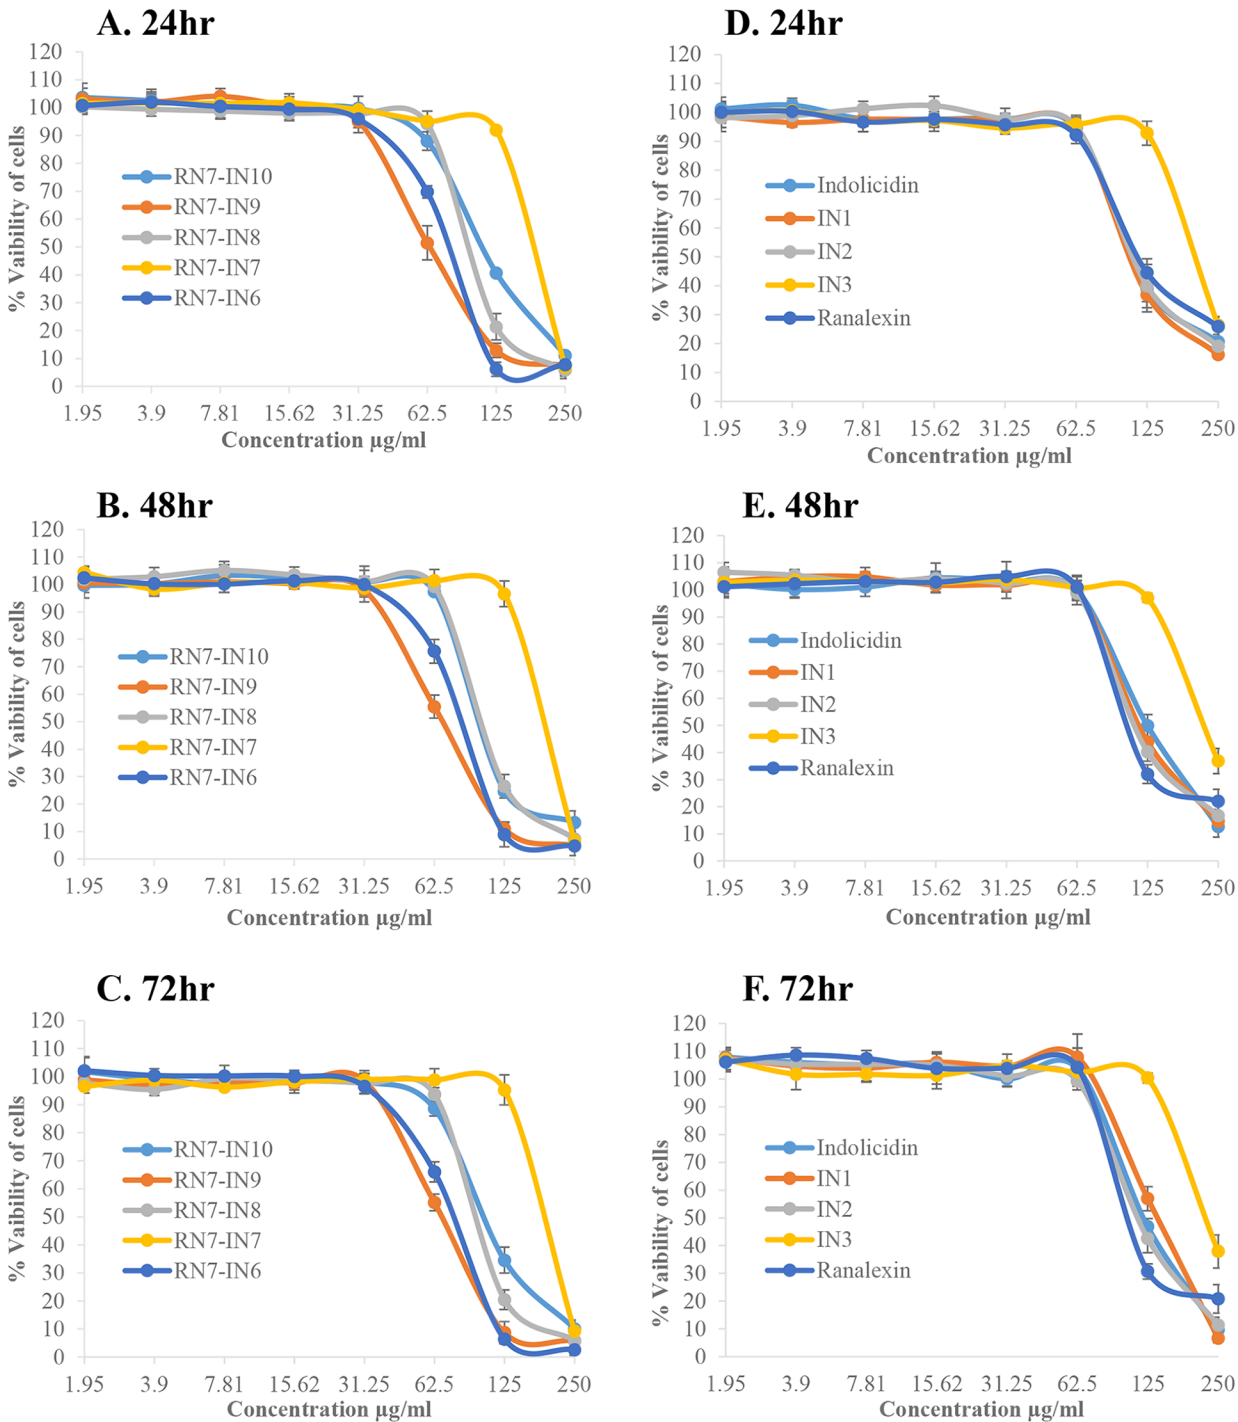 A. 24hr
% Vaibility of cells
120
110
100
90
80
70
60
50
40
30
20
10
0
RN7-IN10
RN7-IN9
RN7-IN8
RN7-IN7
RN7-IN6
1.95 3.9 7.81 15.62 31.25 62.5 125 250
Concentration µg/ml
D. 24hr
% Vaibility of cells
120
110
100
90
80
70
60
50
40
30
20
10
0
Indolicidin
IN1
IN2
IN3
Ranalexin
1.95 3.9 7.81 15.62 31.25 62.5 125 250
Concentration µg/ml
B. 48hr
% Vaibility of cells
120
110
100
90
80
70
60
50
40
30
20
10
0
RN7-IN10
RN7-IN9
RN7-IN8
RN7-IN7
RN7-IN6
1.95 3.9 7.81 15.62 31.25 62.5 125 250
Concentration µg/ml
E. 48hr
% Vaibility of cells
120
110
100
90
80
70
60
50
40
30
20
10
0
Indolicidin
IN1
IN2
IN3
Ranalexin
1.95 3.9 7.81 15.62 31.25 62.5 125 250
Concentration µg/ml
C. 72hr
% Vaibility of cells
120
110
100
90
80
70
60
50
40
30
20
10
0
RN7-IN10
RN7-IN9
RN7-IN8
RN7-IN7
RN7-IN6
1.95 3.9 7.81 15.62 31.25 62.5 125 250
Concentration µg/ml
F. 72hr
% Vaibility of cells
120
110
100
90
80
70
60
50
40
30
20
10
0
Indolicidin
IN1
IN2
IN3
Ranalexin
1.95 3.9 7.81 15.62 31.25 62.5 125 250
Concentration µg/ml